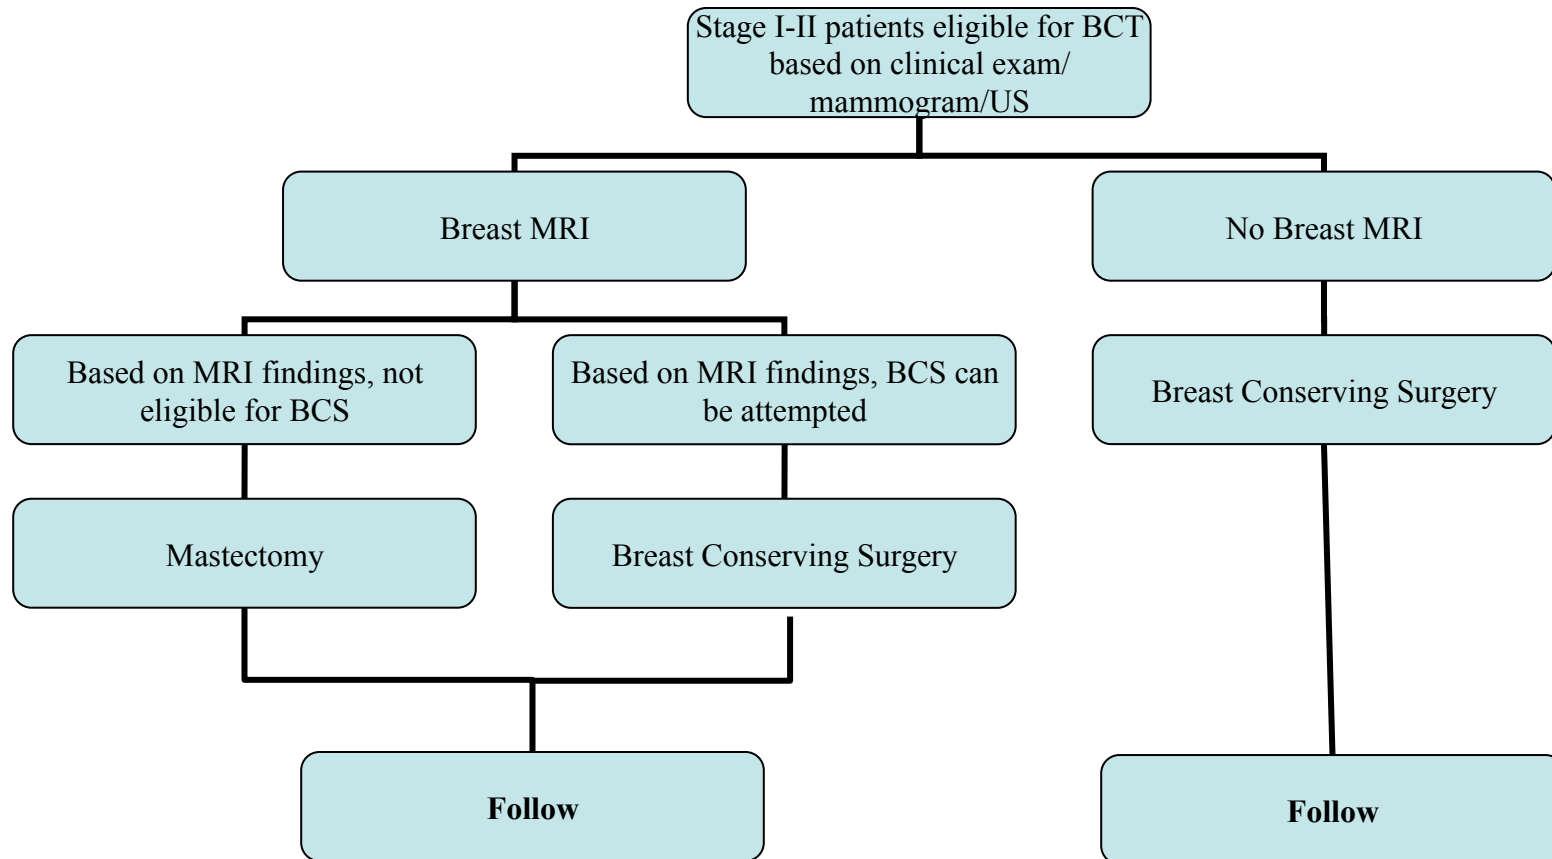 Stage I-II patients eligible for BCT
based on clinical exam/
mammogram/US
Breast MRI
No Breast MRI
Based on MRI findings, not
eligible for BCS
Based on MRI findings, BCS can
be attempted
Breast Conserving Surgery
Mastectomy
Breast Conserving Surgery
Follow
Follow